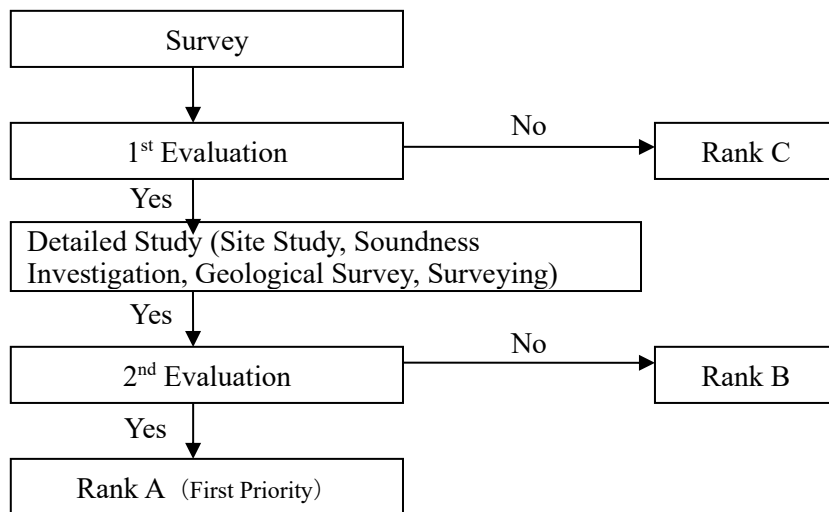 Survey
1st Evaluation
No
Rank C
Yes
Detailed Study (Site Study, Soundness
Investigation, Geological Survey, Surveying)
Yes
2nd Evaluation
No
Rank B
Yes
Rank A（First Priority）